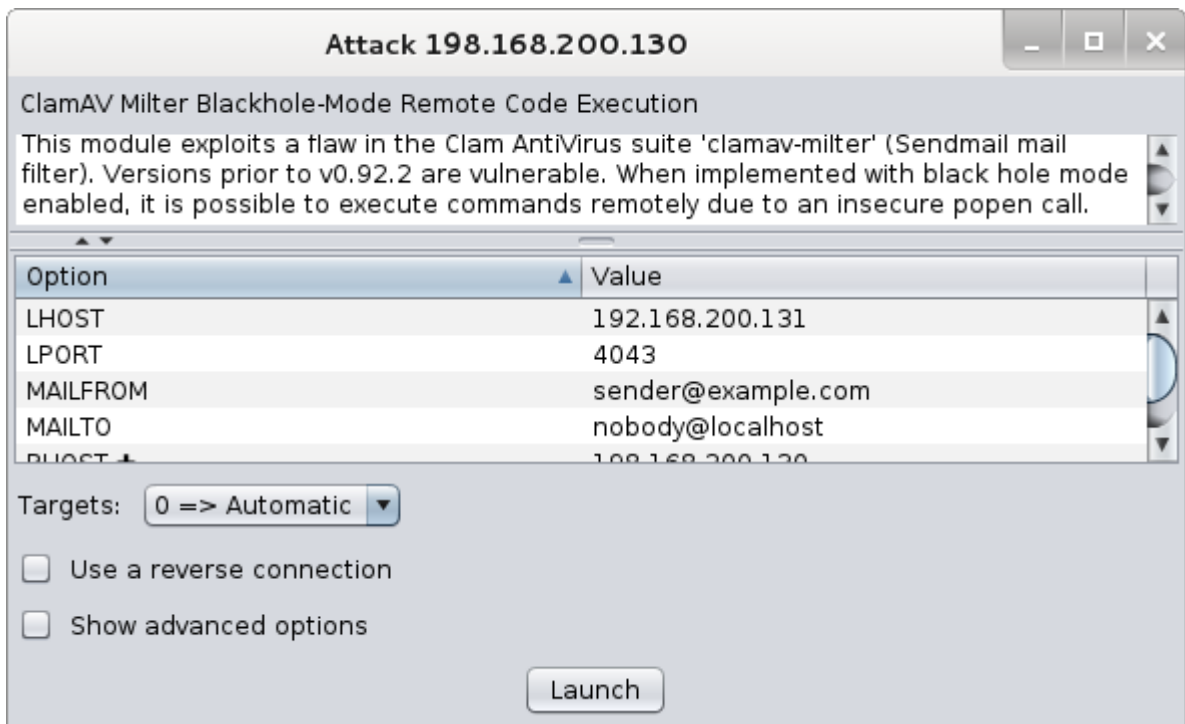 Attack 198.168.200.130
ClamAV Milter Blackhole-Mode Remote Code Execution
This module exploits a flaw in the Clam AntiVirus suite 'clamav-milter' (Sendmail mail
filter). Versions prior to v0.92.2 are vulnerable. When implemented with black hole mode
enabled, it is possible to execute commands remotely due to an insecure popen call.
Option Value
LHOST 192.168.200.131
LPORT 4043
MAILFROM sender@example.com
MAILTO nobody@localhost
Targets: 0 => Automatic
Use a reverse connection
Show advanced options
Launch